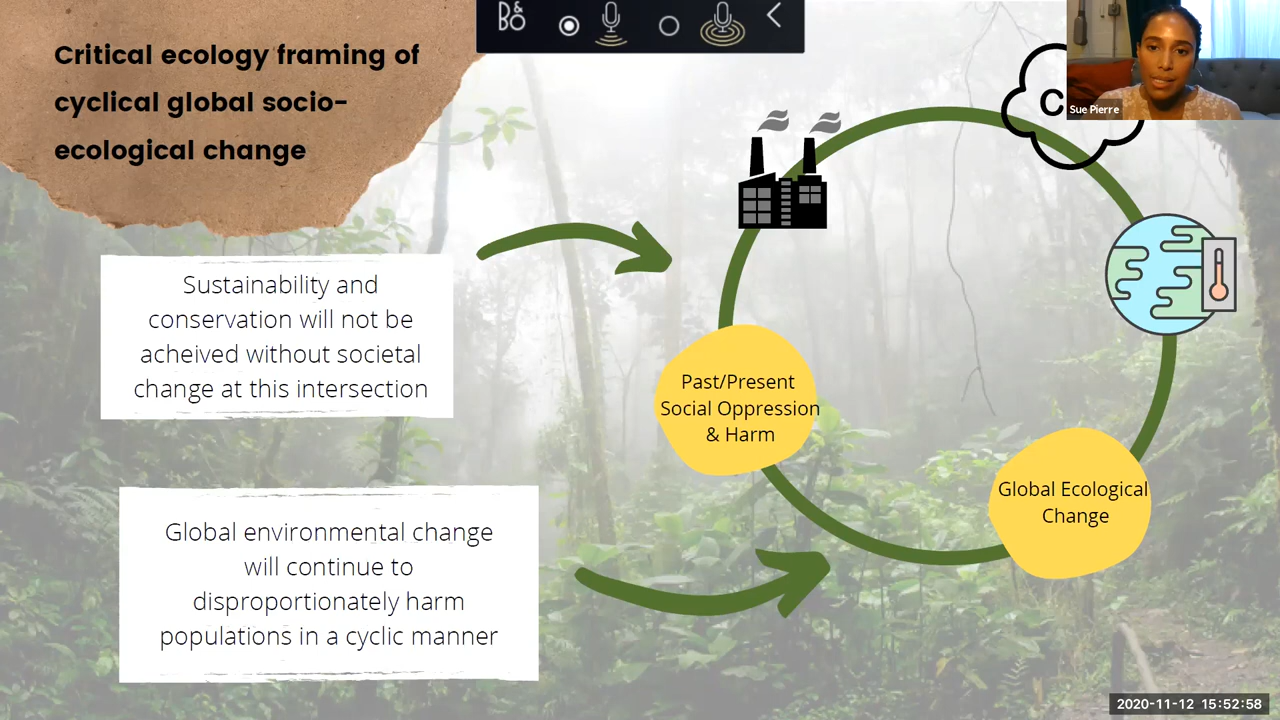 Critical ecology framing of
cyclical global socio-
ecological change
B&O
Sue Pierre
Sustainability and
conservation will not be
acheived without societal
change at this intersection
Past/Present
Social Oppression
& Harm
Global Ecological
Change
Global environmental change
will continue to
disproportionately harm
populations in a cyclic manner
2020-11-12 15:52:58